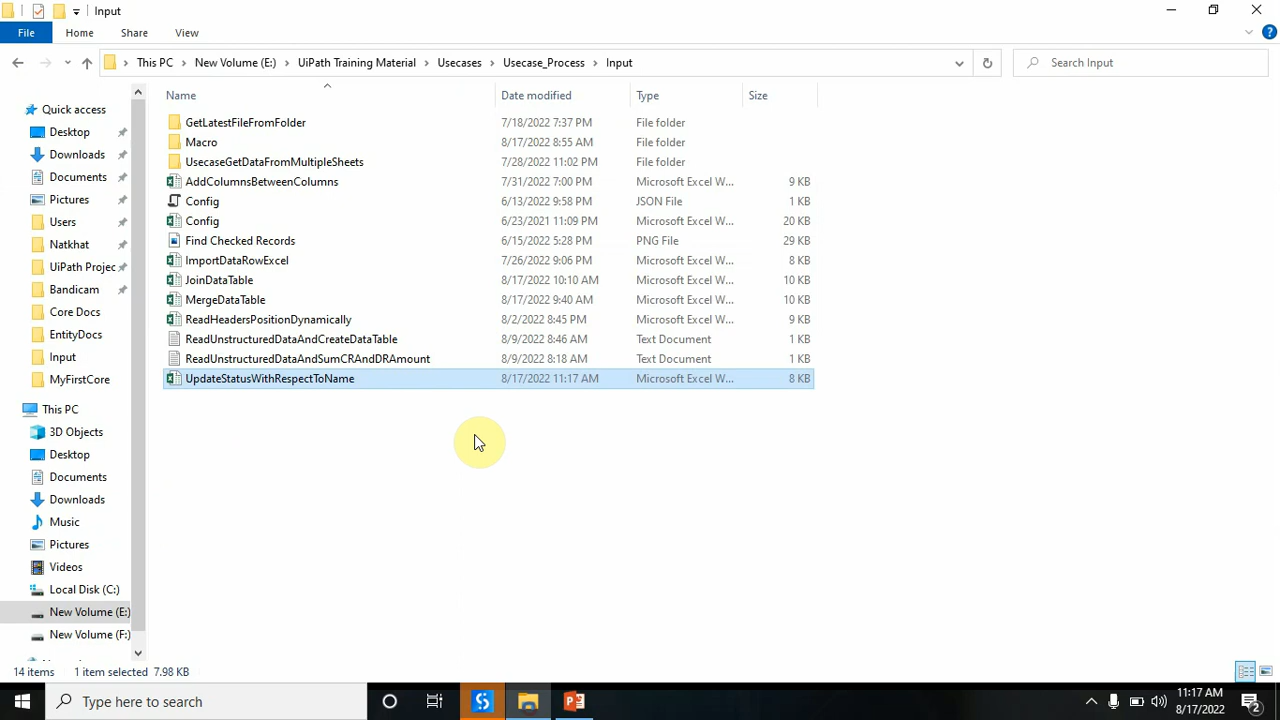 Input
File Home Share View
This PC New Volume (E:) UiPath Training Material Usecases Usecase_Process Input Search Input
Name Date modified Type Size
GetLatestFileFromFolder 7/18/2022 7:37 PM File folder
Macro 8/17/2022 8:55 AM File folder
UsecaseGetDataFromMultipleSheets 7/28/2022 11:02 PM File folder
AddColumnsBetweenColumns 7/31/2022 7:00 PM Microsoft Excel W... 9 KB
Config 6/13/2022 9:58 PM JSON File 1 KB
Config 6/23/2021 11:09 PM Microsoft Excel W... 20 KB
Find Checked Records 6/15/2022 5:28 PM PNG File 29 KB
ImportDataRowExcel 7/26/2022 9:06 PM Microsoft Excel W... 8 KB
JoinDataTable 8/17/2022 10:10 AM Microsoft Excel W... 10 KB
MergeDataTable 8/17/2022 9:40 AM Microsoft Excel W... 10 KB
ReadHeadersPositionDynamically 8/2/2022 8:45 PM Microsoft Excel W... 9 KB
ReadUnstructuredDataAndCreateDataTable 8/9/2022 8:46 AM Text Document 1 KB
ReadUnstructuredDataAndSumCRAndDRAmount 8/9/2022 8:18 AM Text Document 1 KB
UpdateStatusWithRespectToName 8/17/2022 11:17 AM Microsoft Excel W... 8 KB
Quick access
Desktop
Downloads
Documents
Pictures
Users
Natkhat
UiPath Projec
Bandicam
Core Docs
EntityDocs
Input
MyFirstCore
This PC
3D Objects
Desktop
Documents
Downloads
Music
Pictures
Videos
Local Disk (C:)
New Volume (E:)
New Volume (F:)
14 items 1 item selected 7.98 KB
Type here to search
11:17 AM
8/17/2022
2